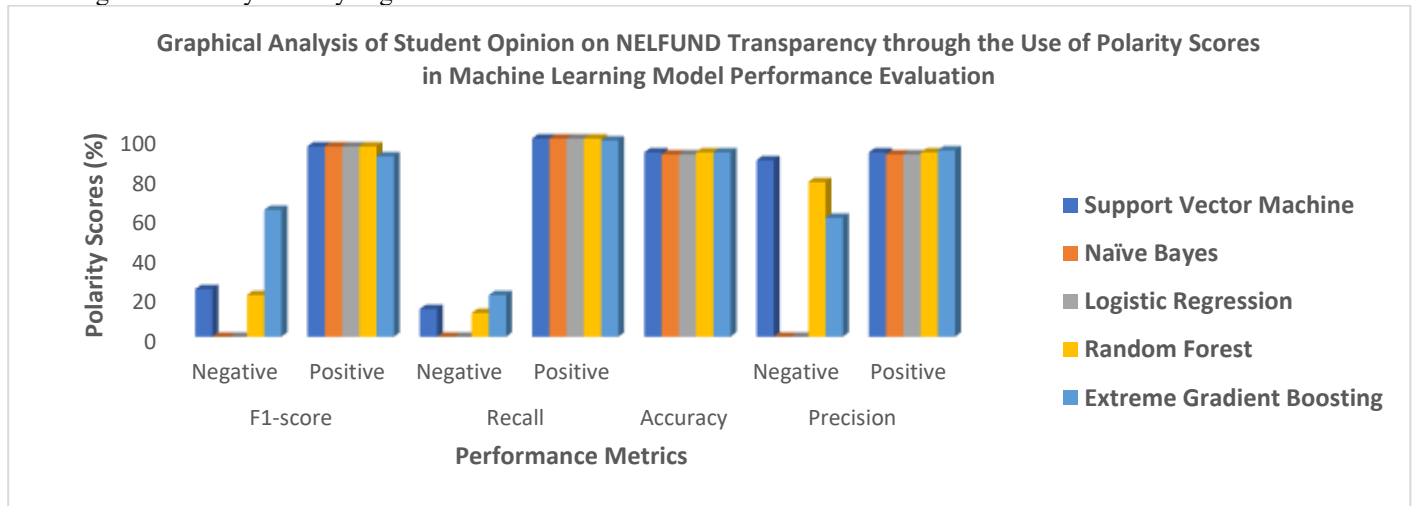 Graphical Analysis of Student Opinion on NELFUND Transparency through the Use of Polarity Scores
in Machine Learning Model Performance Evaluation
Polarity Scores (%)
100
80
60
40
20
0
Negative Positive Negative Positive Negative Positive
F1-score Recall Accuracy Precision
Performance Metrics
Support Vector Machine
Naïve Bayes
Logistic Regression
Random Forest
Extreme Gradient Boosting